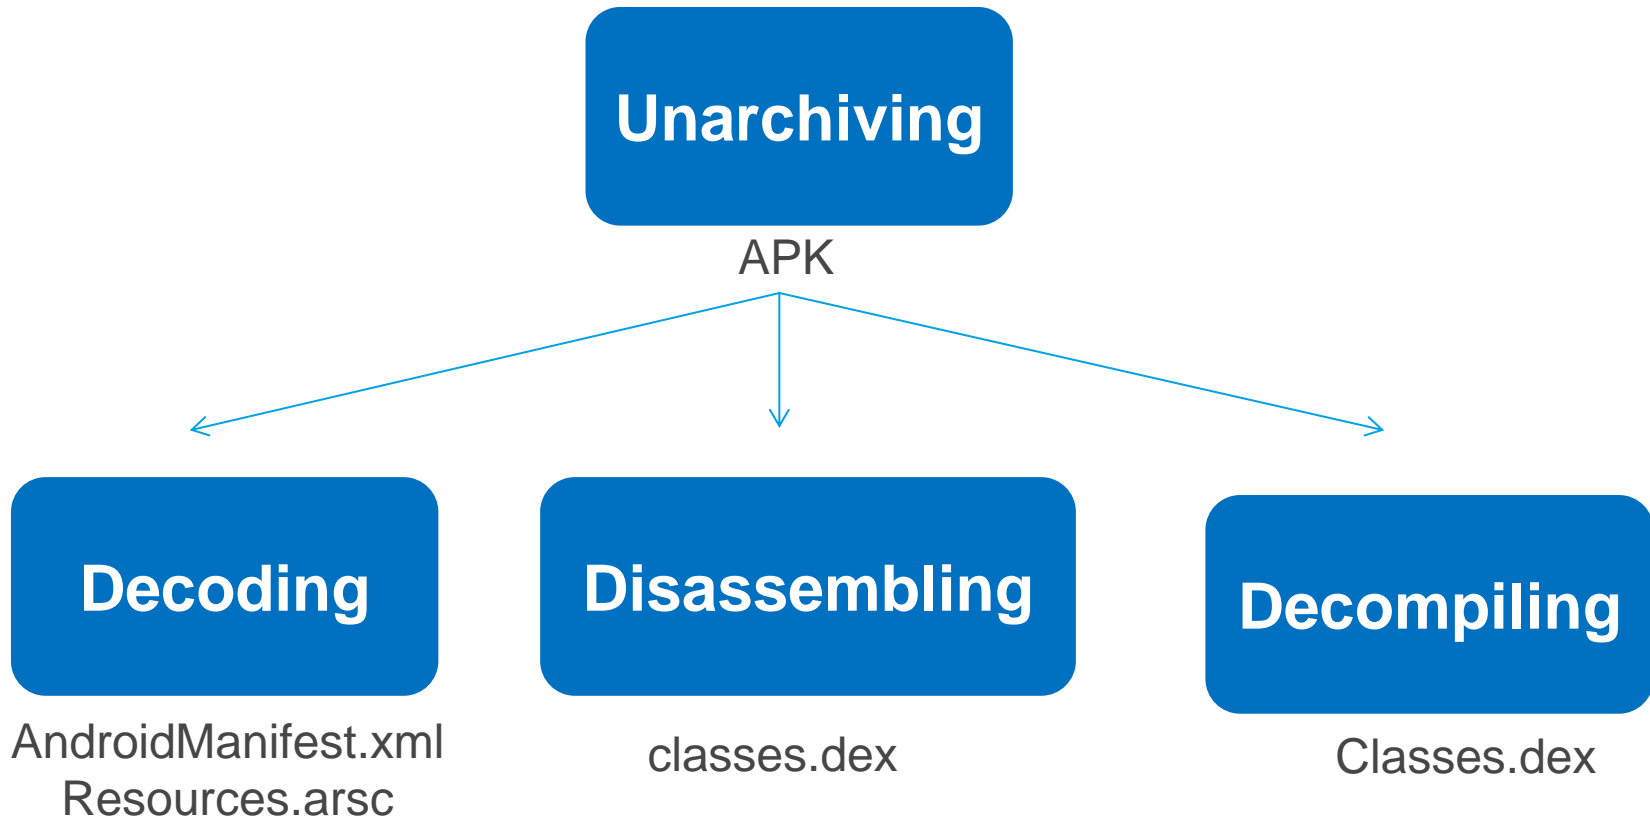 Unarchiving
APK
Decoding
Disassembling
Decompiling
AndroidManifest.xml
Resources.arsc
classes.dex
Classes.dex